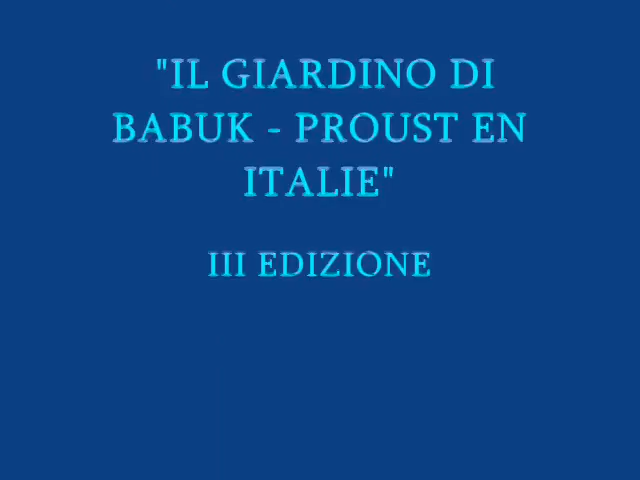 "IL GIARDINO DI
BABUK - PROUST EN
ITALIE"
III EDIZIONE